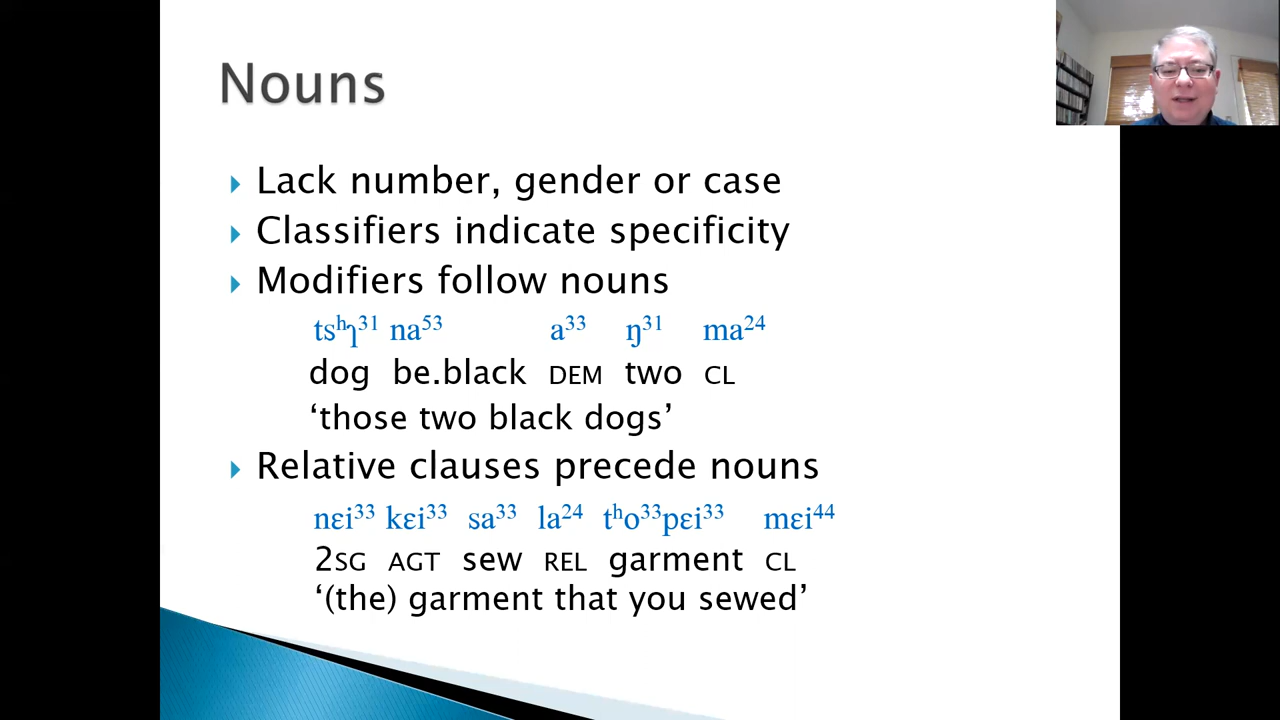 Nouns
Lack number, gender or case
Classifiers indicate specificity
Modifiers follow nouns
tsʰʅ³¹ na⁵³ a³³ ŋ³¹ ma²⁴
dog be.black DEM two CL
‘those two black dogs’
Relative clauses precede nouns
nɛi³³ kɛi³³ sa³³ la²⁴ tʰo³³pɛi³³ mɛi⁴⁴
2SG AGT sew REL garment CL
‘(the) garment that you sewed’